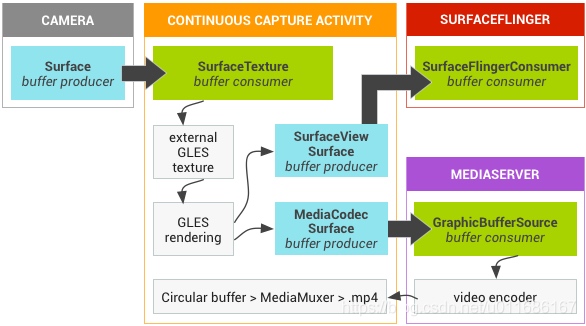 CAMERA
Surface
buffer producer
CONTINUOUS CAPTURE ACTIVITY
SurfaceTexture
buffer consumer
external
GLES
texture
GLES
rendering
SurfaceView
Surface
buffer producer
MediaCodec
Surface
buffer producer
Circular buffer > MediaMuxer > .mp4
SURFACEFLINGER
SurfaceFlingerConsumer
buffer consumer
MEDIASERVER
GraphicBufferSource
buffer consumer
video encoder
https://blog.csdn.net/u011686167